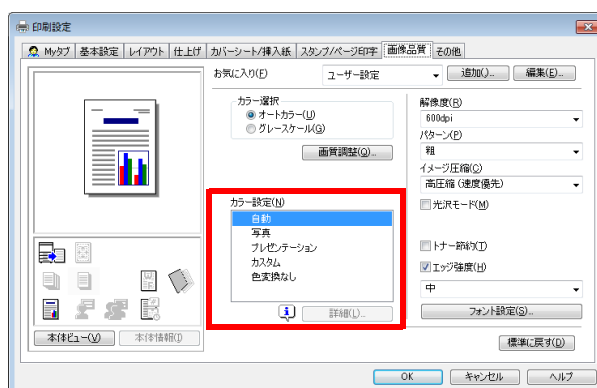 印刷設定
Myタブ 基本設定 レイアウト 仕上げ カバーシート/挿入紙 スタンプ/ページ印字 画像品質 その他
お気に入り(F) ユーザー設定 追加(.)... 編集(E)...
カラー選択
オートカラー(U)
グレースケール(G)
画質調整(Q)...
カラー設定(N)
自動
写真
プレゼンテーション
カスタム
色変換なし
詳細(L)...
解像度(R)
600dpi
パターン(P)
粗
イメージ圧縮(C)
高圧縮 (速度優先)
光沢モード(M)
トナー節約(T)
エッジ強度(H)
中
フォント設定(S)...
本体ビュー(V) 本体情報(I)
標準に戻す(D)
OK キャンセル ヘルプ